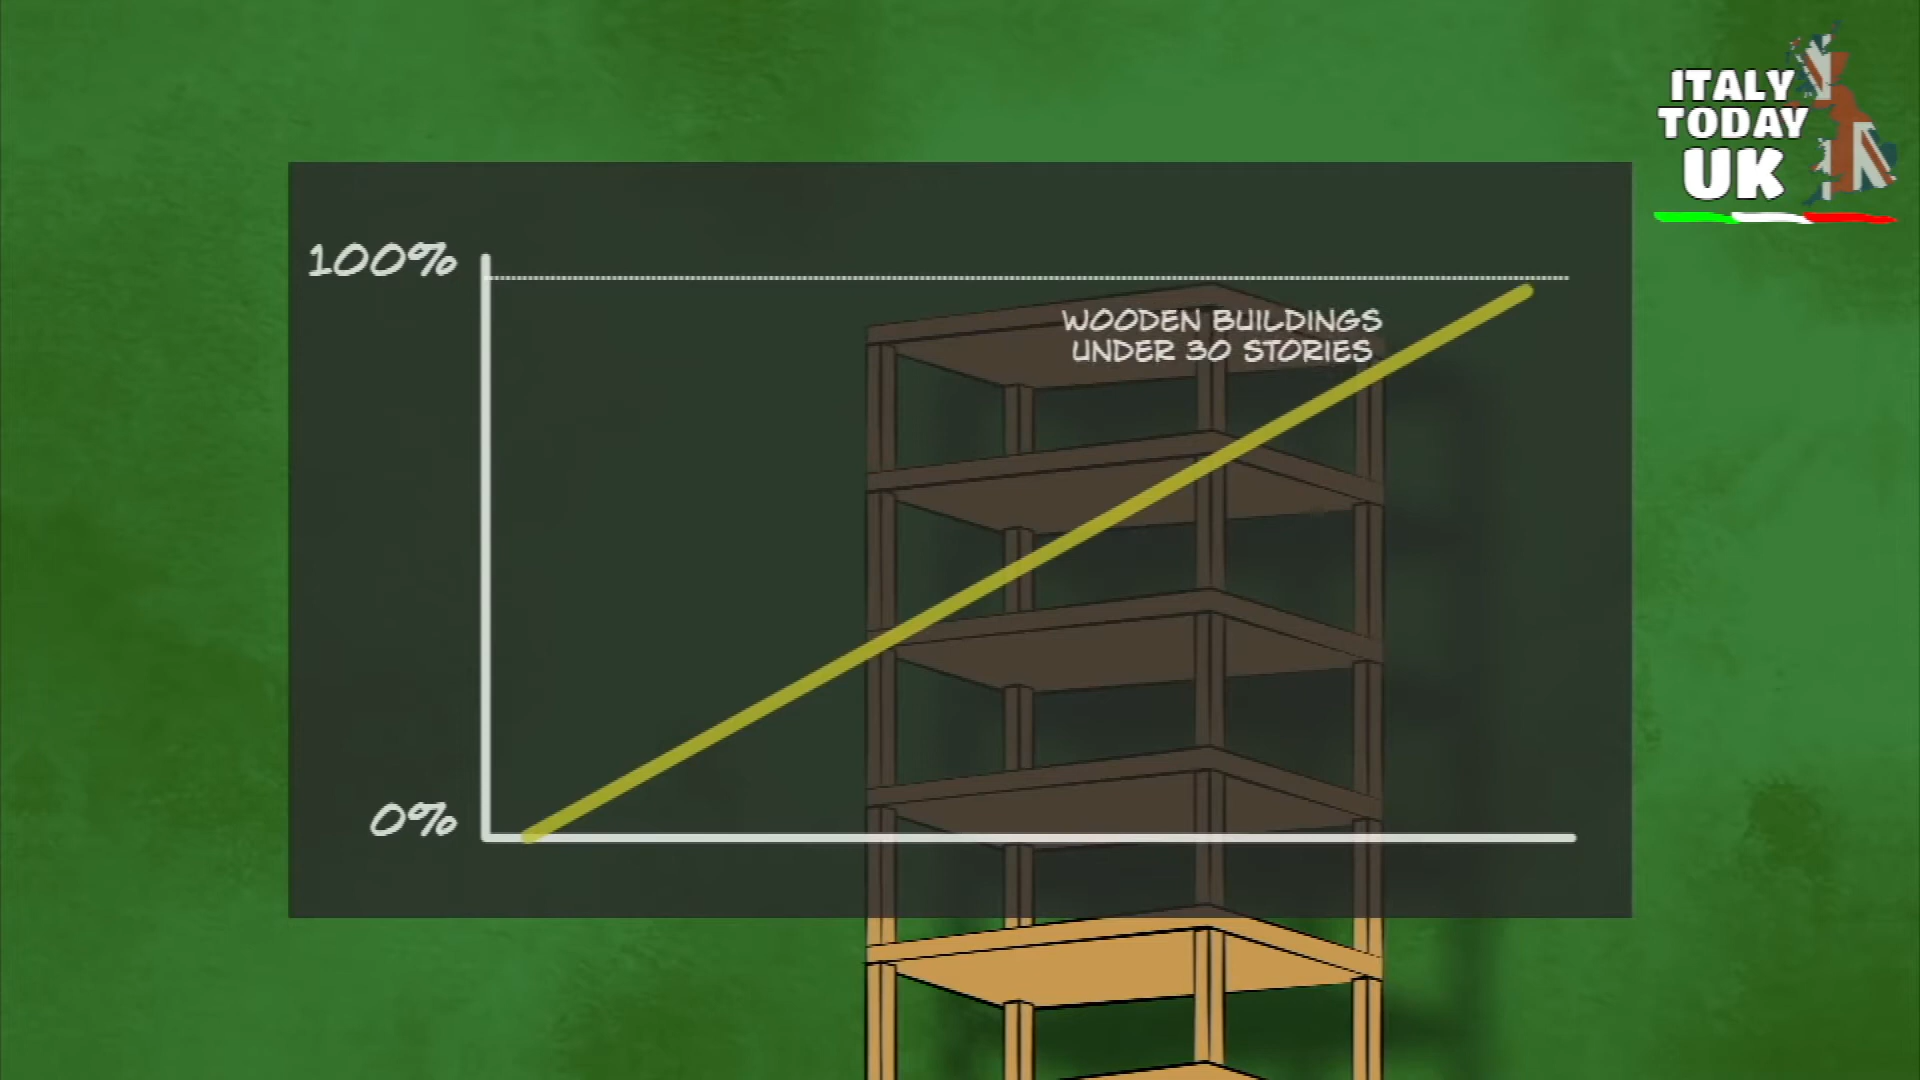 ITALY
TODAY
UK
100%
WOODEN BUILDINGS
UNDER 30 STORIES
0%